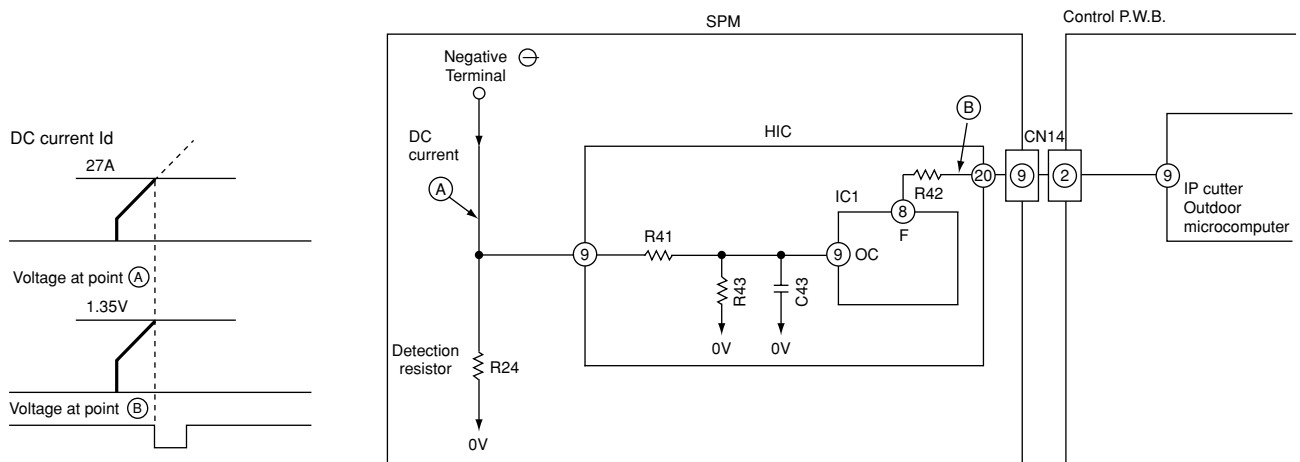 DC current Id
27A
Voltage at point A
1.35V
Voltage at point B
SPM
Negative ⊖
Terminal
DC
current
A
Detection
resistor
R24
0V
HIC
9
R41
R43
0V
C43
0V
IC1
9 OC
8
F
R42
B
20
CN14
9
2
Control P.W.B.
9
IP cutter
Outdoor
microcomputer